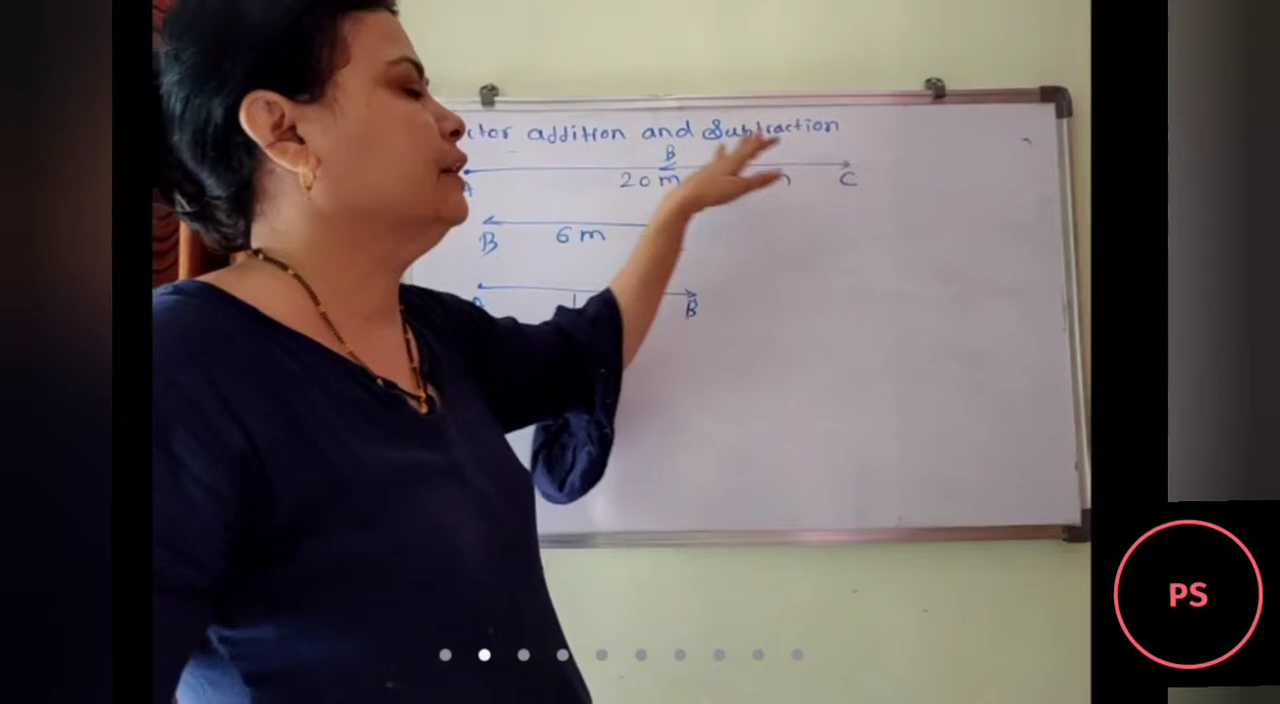 ctor addition and Subtraction
B
A 20 m C
B 6 m
A B
PS